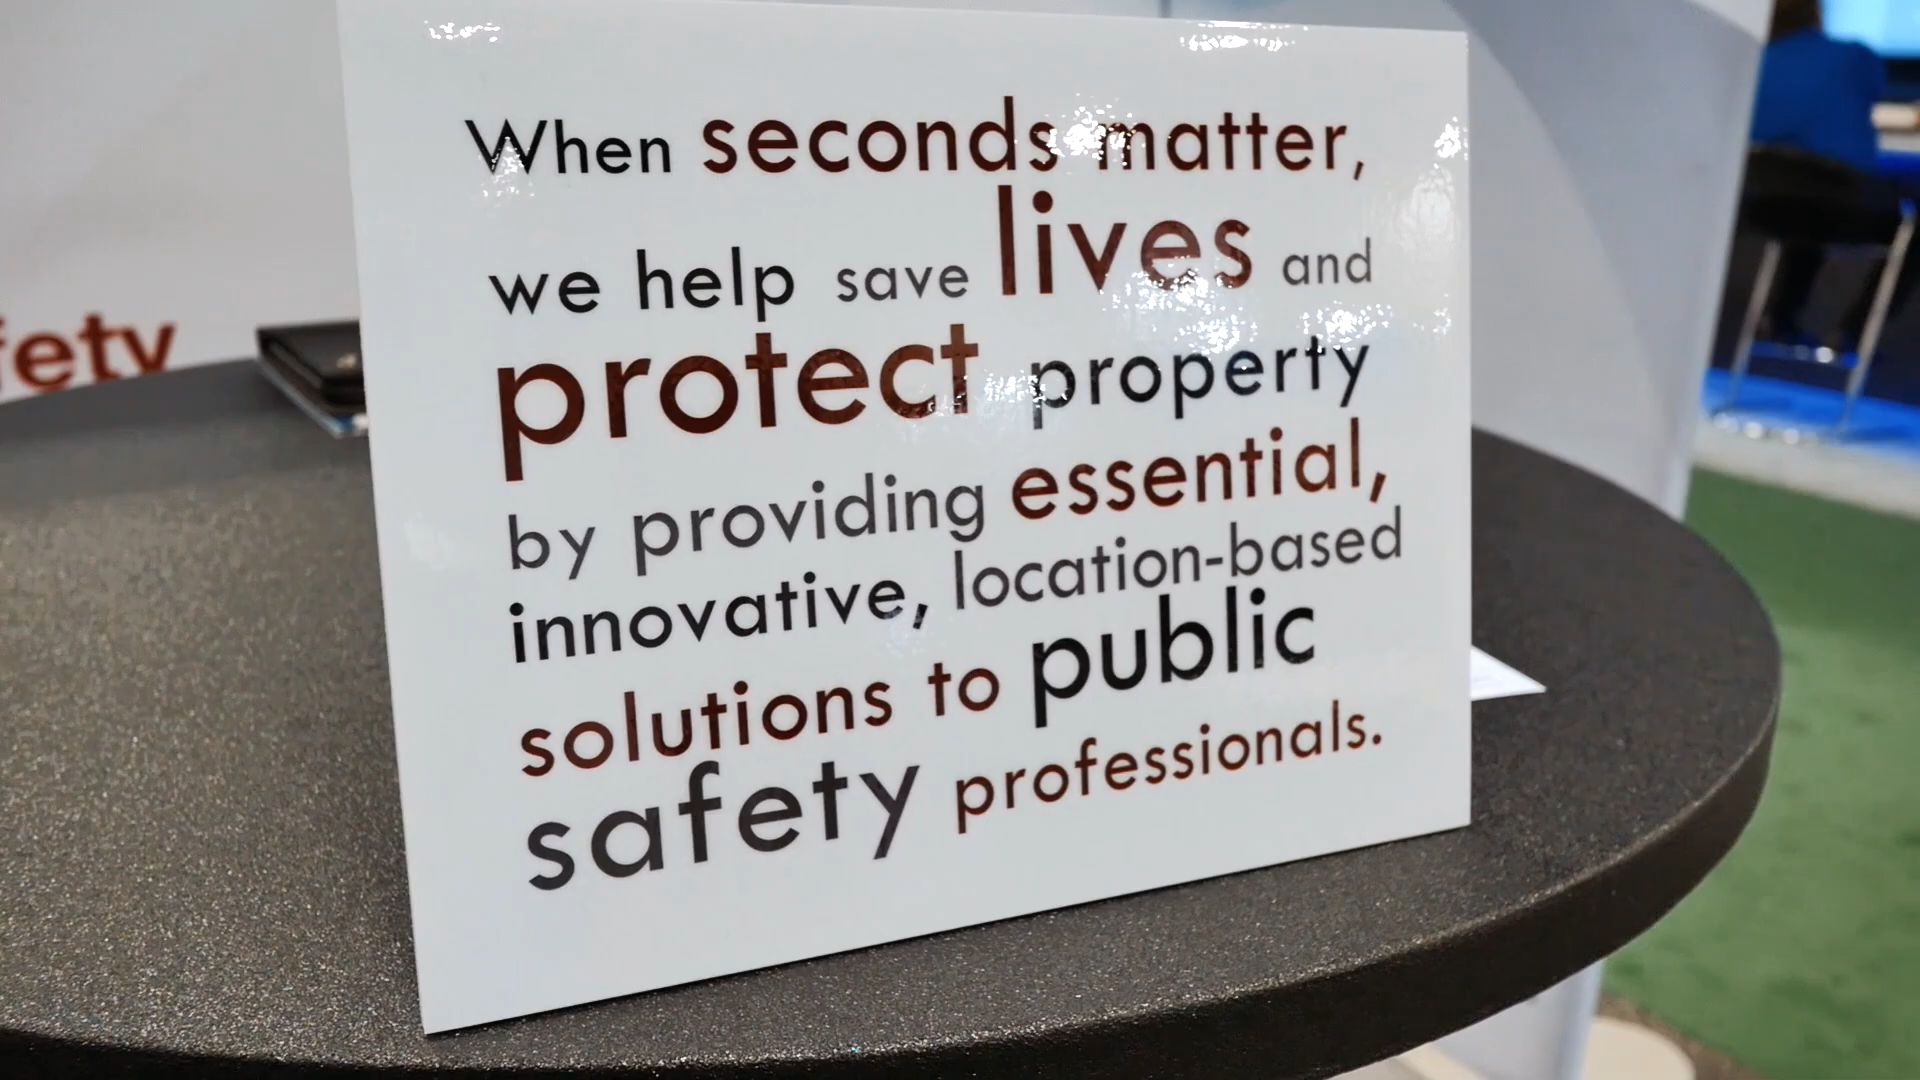 When seconds matter,
we help save lives and
protect property
by providing essential,
innovative, location-based
solutions to public
safety professionals.